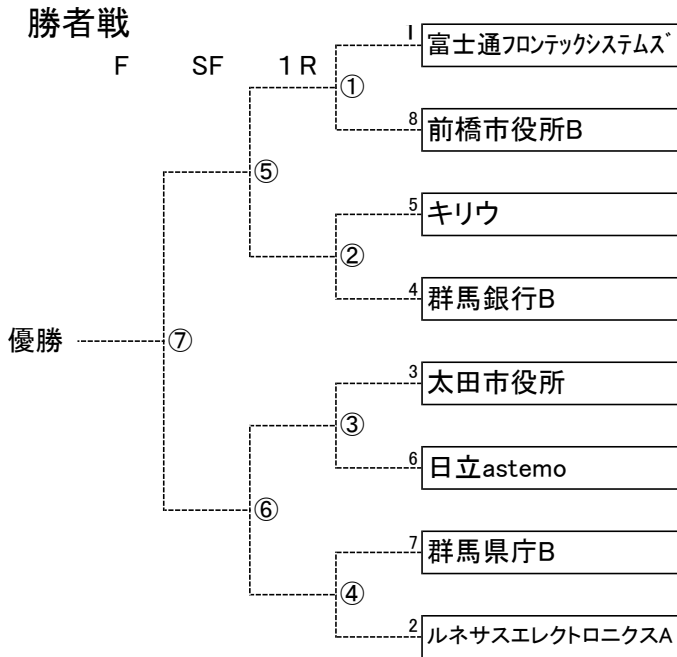 勝者戦
F SF 1R
1 富士通フロンテックシステムズ
①
8 前橋市役所B
⑤
5 キリウ
②
4 群馬銀行B
優勝 ⑦
3 太田市役所
③
6 日立astemo
⑥
7 群馬県庁B
④
2 ルネサスエレクトロニクスA